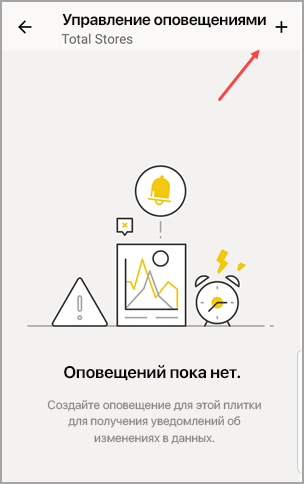 Управление оповещениями
Total Stores
Оповещений пока нет.
Создайте оповещение для этой плитки
для получения уведомлений об
изменениях в данных.